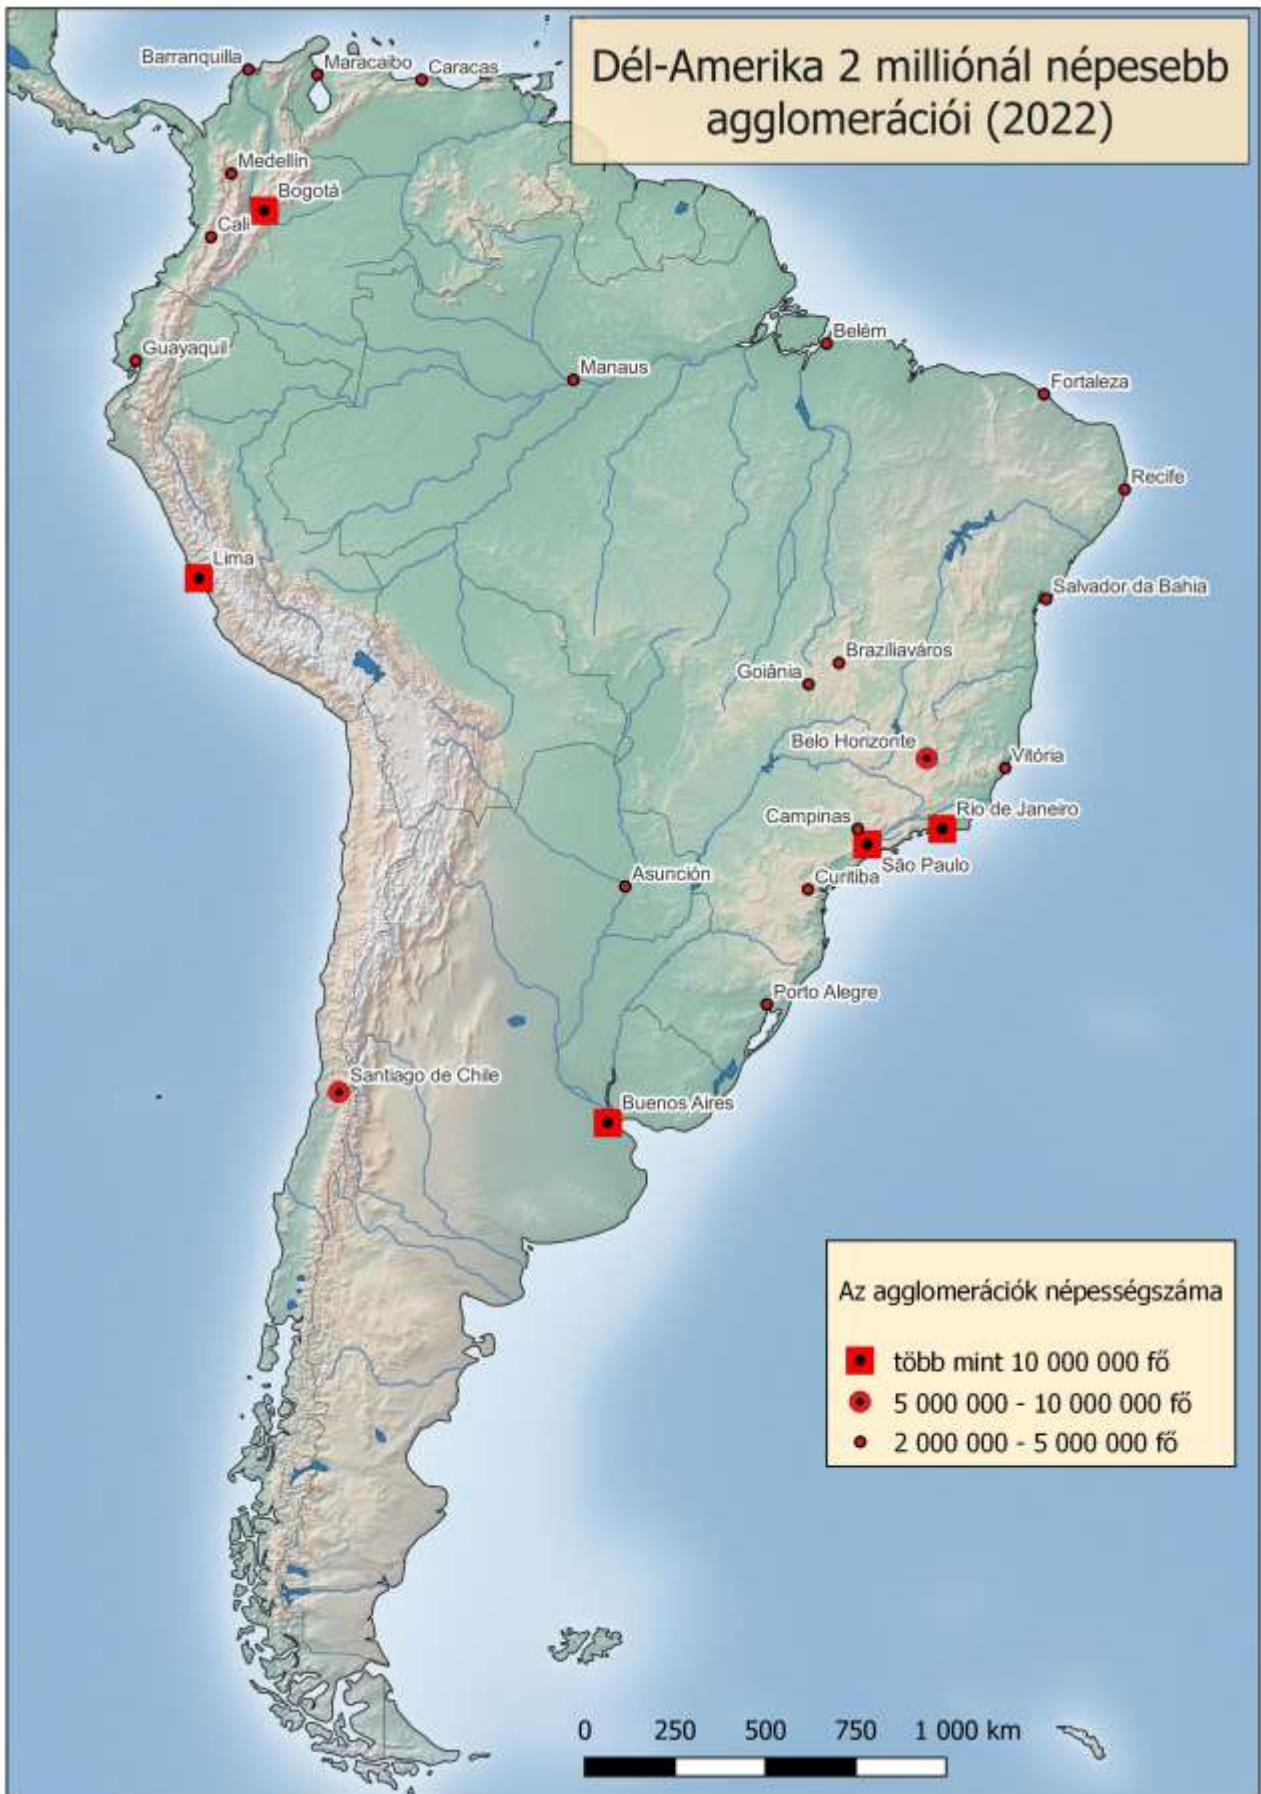 Dél-Amerika 2 milliónál népesebb
agglomerációi (2022)
Barranquilla
Maracaibo
Caracas
Medellín
Bogotá
Cali
Guayaquil
Manaus
Belém
Fortaleza
Recife
Lima
Salvador da Bahia
Brazíliaváros
Goiânia
Belo Horizonte
Vitória
Campinas
Rio de Janeiro
São Paulo
Asunción
Curitiba
Porto Alegre
Santiago de Chile
Buenos Aires
Az agglomerációk népességszáma
több mint 10 000 000 fő
5 000 000 - 10 000 000 fő
2 000 000 - 5 000 000 fő
0 250 500 750 1 000 km